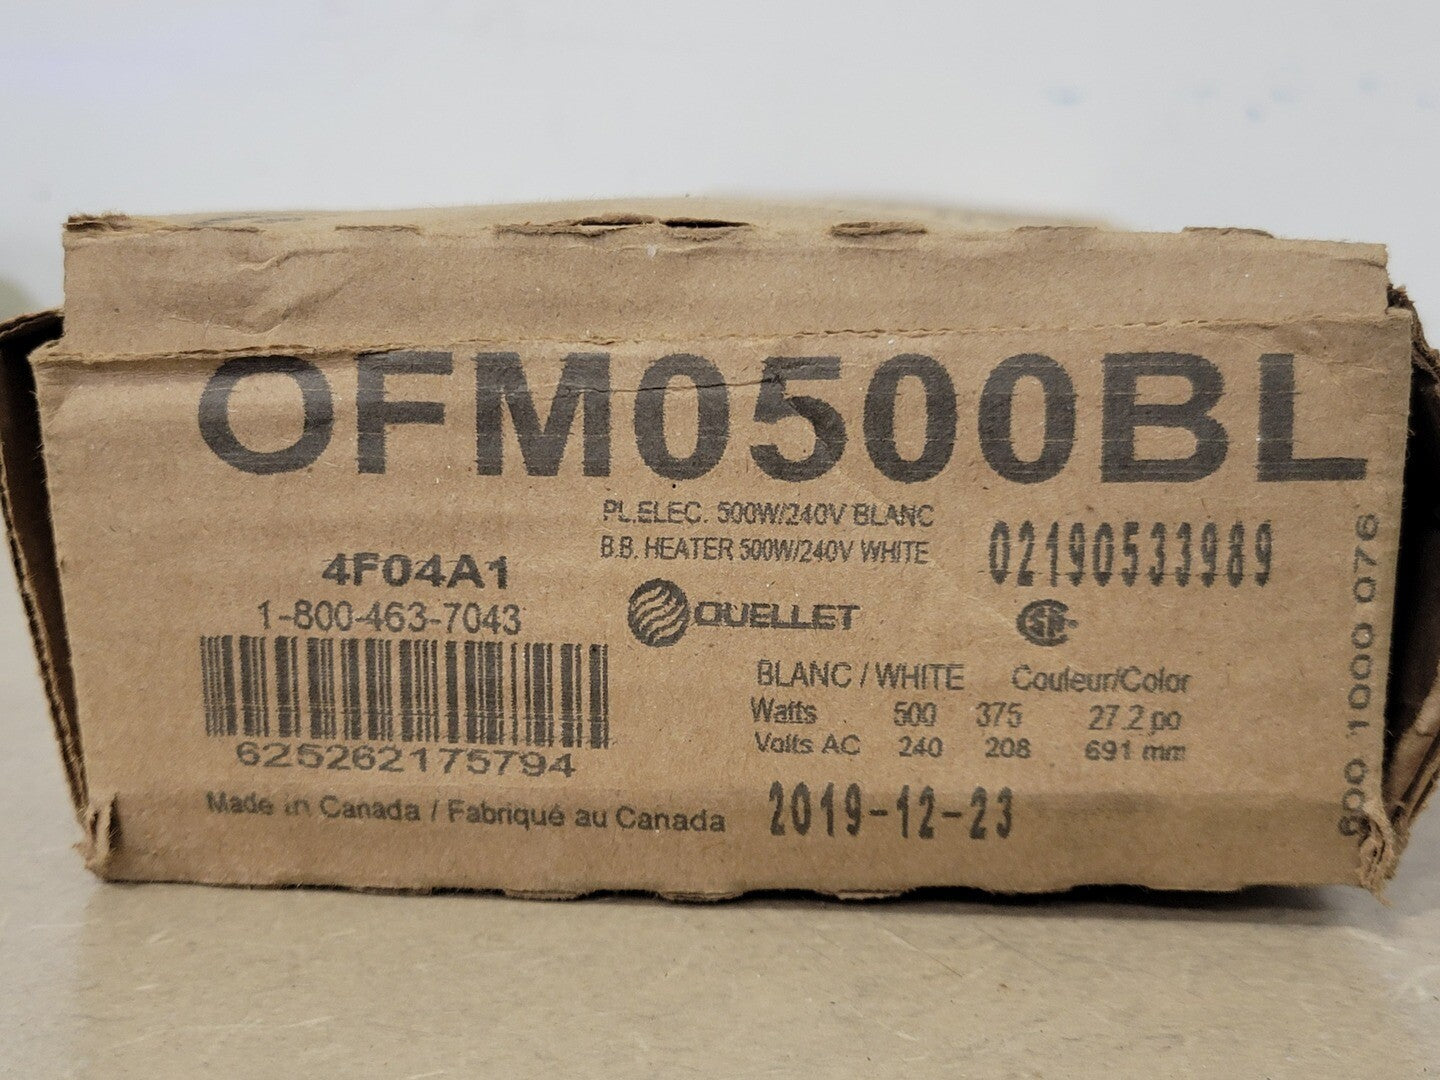 OFM0500BL
PL.ELEC. 500W/240V BLANC
B.B. HEATER 500W/240V WHITE
02190533989
4F04A1
1-800-463-7043
OUELLET
CSA
BLANC / WHITE Couleur/Color
Watts 500 375 27.2 po
Volts AC 240 208 691 mm
625262175794
Made in Canada / Fabriqué au Canada
2019-12-23
600 1000 076